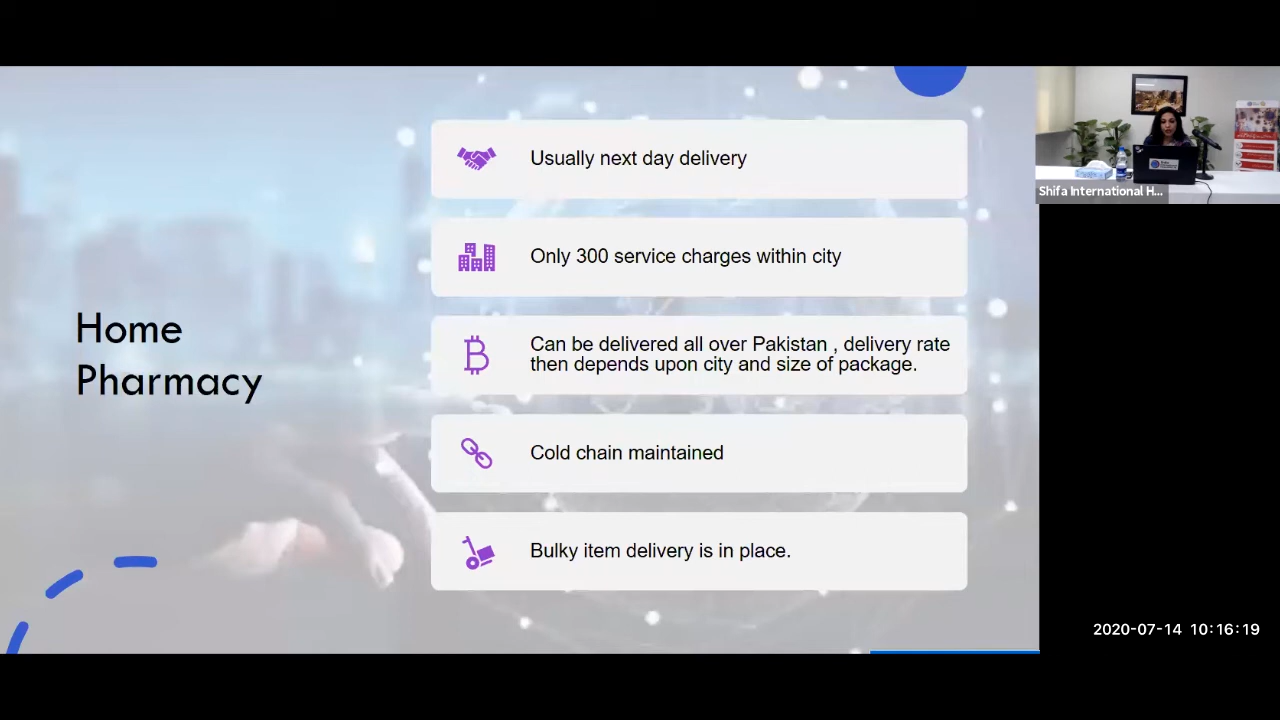 Home
Pharmacy
Usually next day delivery
Only 300 service charges within city
Can be delivered all over Pakistan , delivery rate
then depends upon city and size of package.
Cold chain maintained
Bulky item delivery is in place.
Shifa International H...
2020-07-14 10:16:19